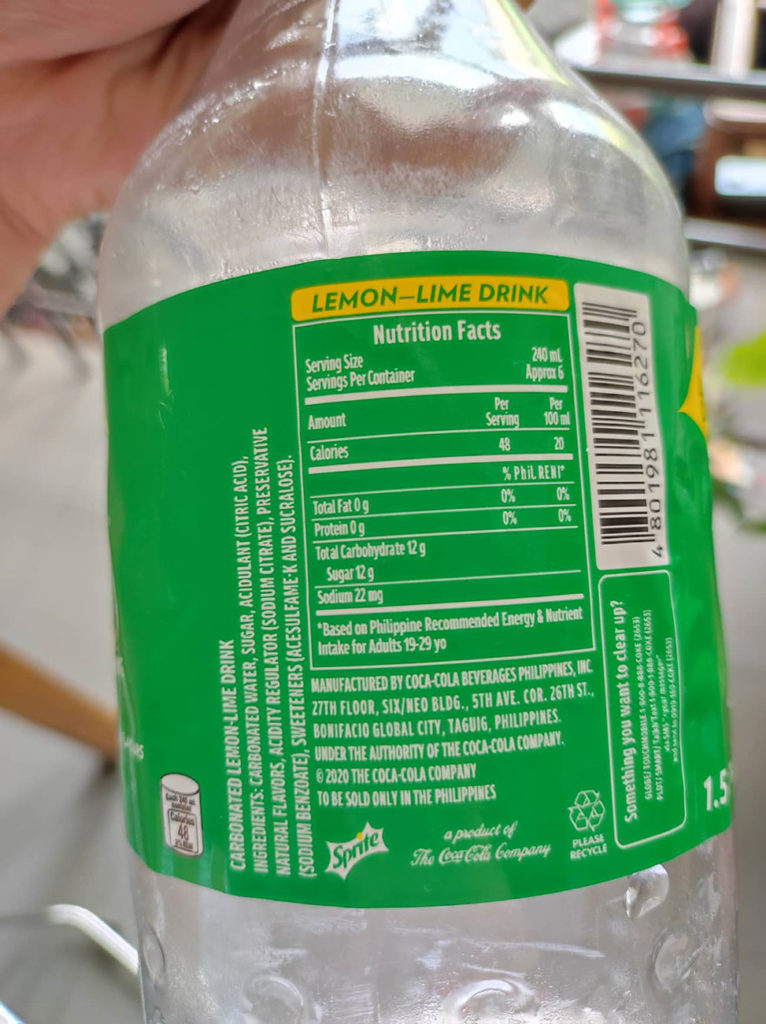 LEMON–LIME DRINK
Nutrition Facts
Serving Size 240 mL
Servings Per Container Approx 6
Amount Per Serving Per 100 ml
Calories 48 20
% PhiL RENI*
Total Fat 0 g 0% 0%
Protein 0 g 0% 0%
Total Carbohydrate 12 g
Sugar 12 g
Sodium 22 mg
*Based on Philippine Recommended Energy & Nutrient
Intake for Adults 19-29 yo
MANUFACTURED BY COCA-COLA BEVERAGES PHILIPPINES, INC.
27TH FLOOR, SIX/NEO BLDG., 5TH AVE. COR. 26TH ST.,
BONIFACIO GLOBAL CITY, TAGUIG, PHILIPPINES.
UNDER THE AUTHORITY OF THE COCA-COLA COMPANY.
© 2020 THE COCA-COLA COMPANY
TO BE SOLD ONLY IN THE PHILIPPINES
Sprite
a product of
The Coca-Cola Company
PLEASE
RECYCLE
CARBONATED LEMON-LIME DRINK
INGREDIENTS: CARBONATED WATER, SUGAR, ACIDULANT (CITRIC ACID),
NATURAL FLAVORS, ACIDITY REGULATOR (SODIUM CITRATE), PRESERVATIVE
(SODIUM BENZOATE), SWEETENERS (ACESULFAME-K AND SUCRALOSE).
Calories
48
4 801981 116270
Something you want to clear up?
1.5